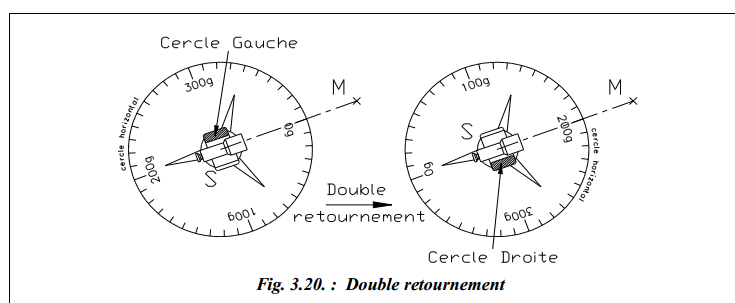 Cercle Gauche
300g
M
0g
cercle horizontal
200g
S
100g
Double
retournement
100g
M
S
200g
cercle horizontal
0g
300g
Cercle Droite
Fig. 3.20. : Double retournement